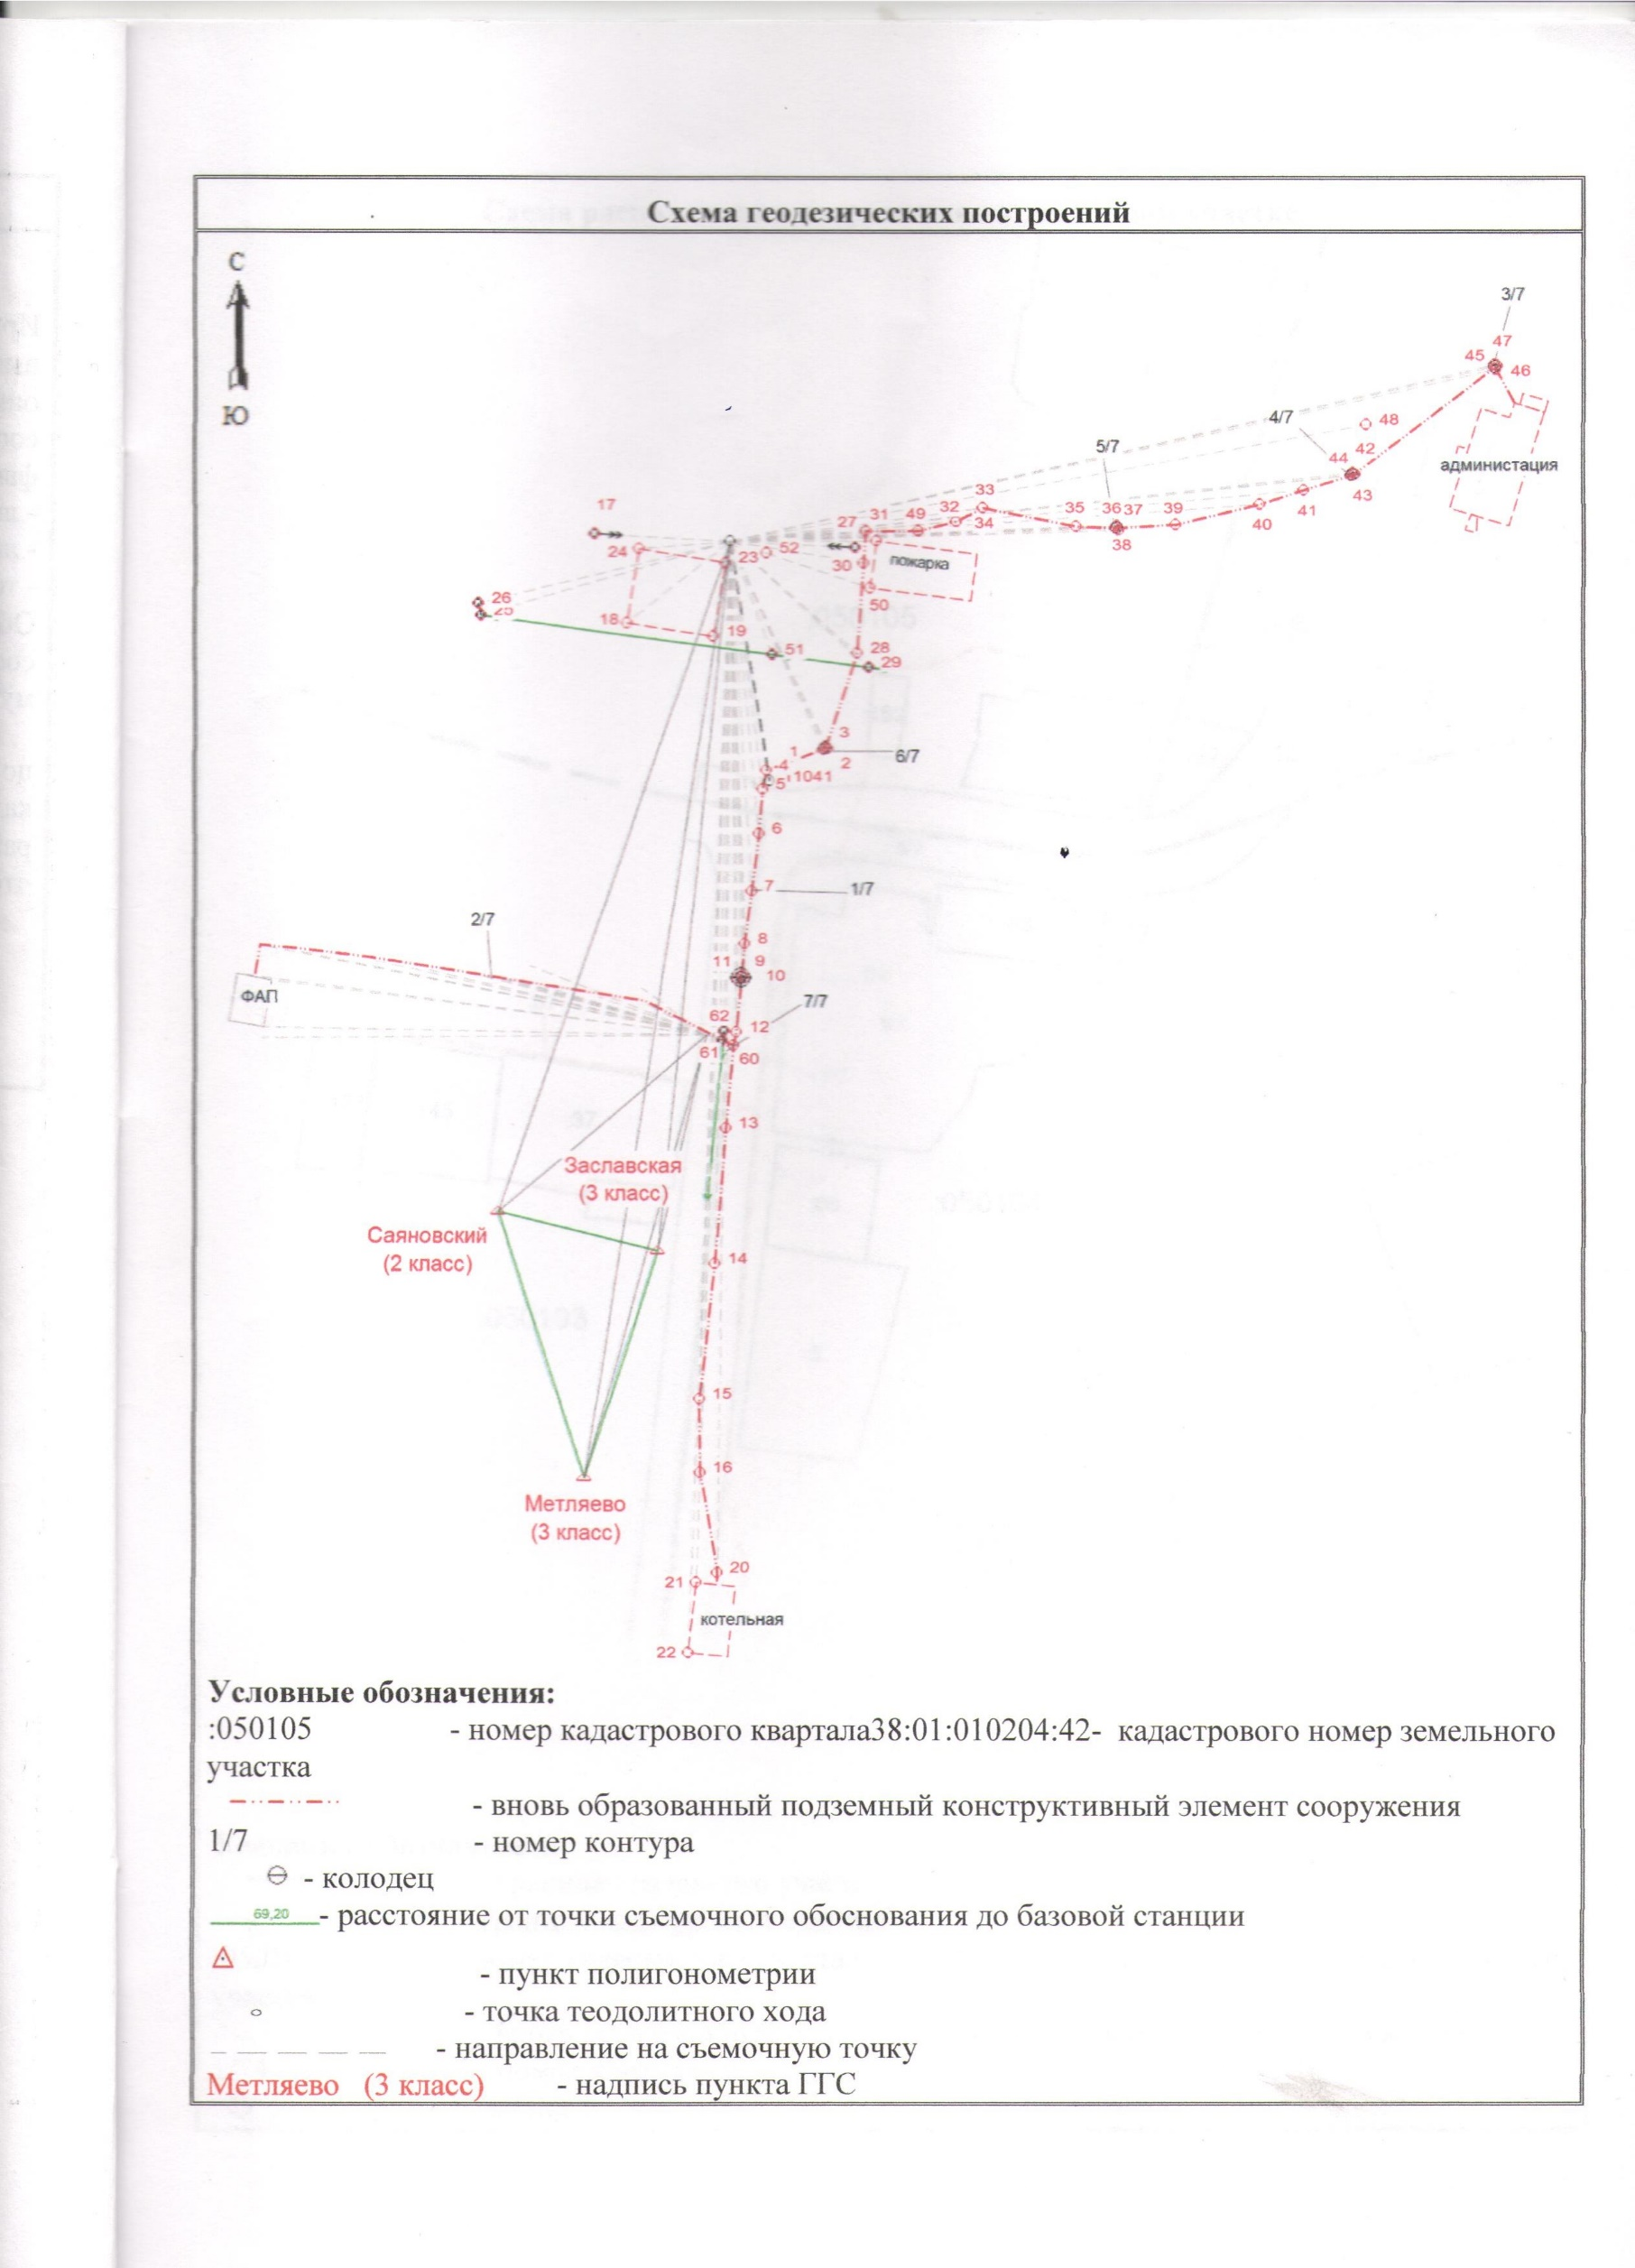 Схема геодезических построений
С
Ю
3/7
47
45
46
4/7
48
42
44
43
администация
5/7
33
17
27
31
49
32
34
35
36
37
38
39
40
41
24
23
52
30
пожарка
50
26
25
18
19
51
28
29
3
1
2
6/7
4
5
1041
6
7
1/7
2/7
8
11
9
10
ФАП
7/7
62
12
61
60
13
Заславская
(3 класс)
Саяновский
(2 класс)
14
15
16
Метляево
(3 класс)
20
21
котельная
22
Условные обозначения:
:050105 - номер кадастрового квартала38:01:010204:42- кадастрового номер земельного
участка
- вновь образованный подземный конструктивный элемент сооружения
1/7 - номер контура
- колодец
69,20 - расстояние от точки съемочного обоснования до базовой станции
- пункт полигонометрии
- точка теодолитного хода
- направление на съемочную точку
Метляево (3 класс) - надпись пункта ГГС